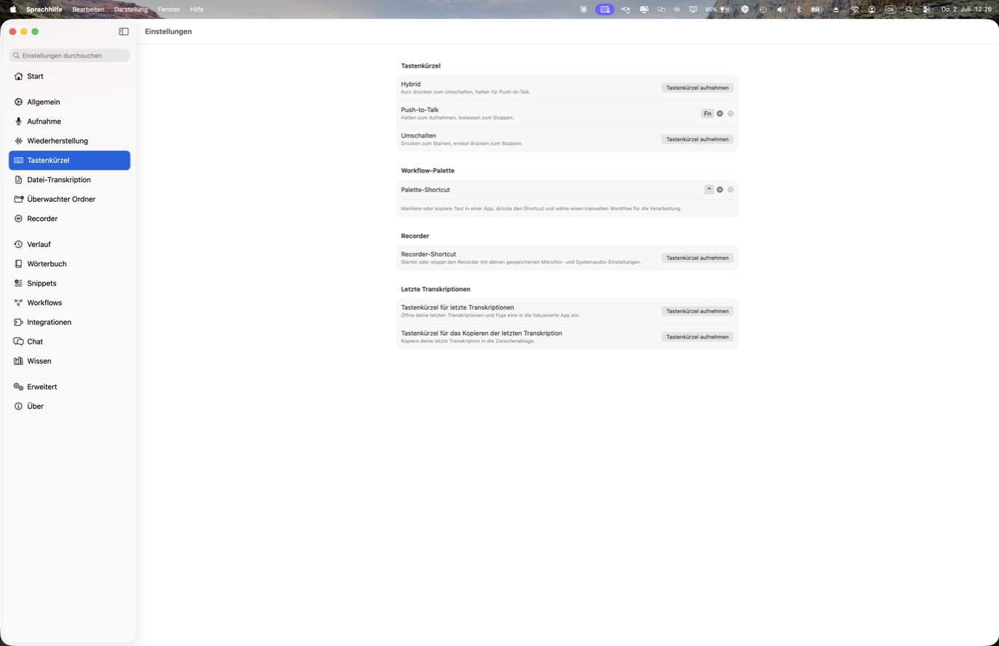 Sprachhilfe Bearbeiten Darstellung Fenster Hilfe 85% DE Do. 2. Juli 12:26
Einstellungen
Einstellungen durchsuchen
Start
Allgemein
Aufnahme
Wiederherstellung
Tastenkürzel
Datei-Transkription
Überwachter Ordner
Recorder
Verlauf
Wörterbuch
Snippets
Workflows
Integrationen
Chat
Wissen
Erweitert
Über
Tastenkürzel
Hybrid
Kurz drücken zum Umschalten, halten für Push-to-Talk.
Tastenkürzel aufnehmen
Push-to-Talk
Halten zum Aufnehmen, loslassen zum Stoppen.
Fn
Umschalten
Drücken zum Starten, erneut drücken zum Stoppen.
Tastenkürzel aufnehmen
Workflow-Palette
Palette-Shortcut
^
Markiere oder kopiere Text in einer App, drücke den Shortcut und wähle einen manuellen Workflow für die Verarbeitung.
Recorder
Recorder-Shortcut
Startet oder stoppt den Recorder mit deinen gespeicherten Mikrofon- und Systemaudio-Einstellungen.
Tastenkürzel aufnehmen
Letzte Transkriptionen
Tastenkürzel für letzte Transkriptionen
Öffne deine letzten Transkriptionen und füge eine in die fokussierte App ein.
Tastenkürzel aufnehmen
Tastenkürzel für das Kopieren der letzten Transkription
Kopiere deine letzte Transkription in die Zwischenablage.
Tastenkürzel aufnehmen